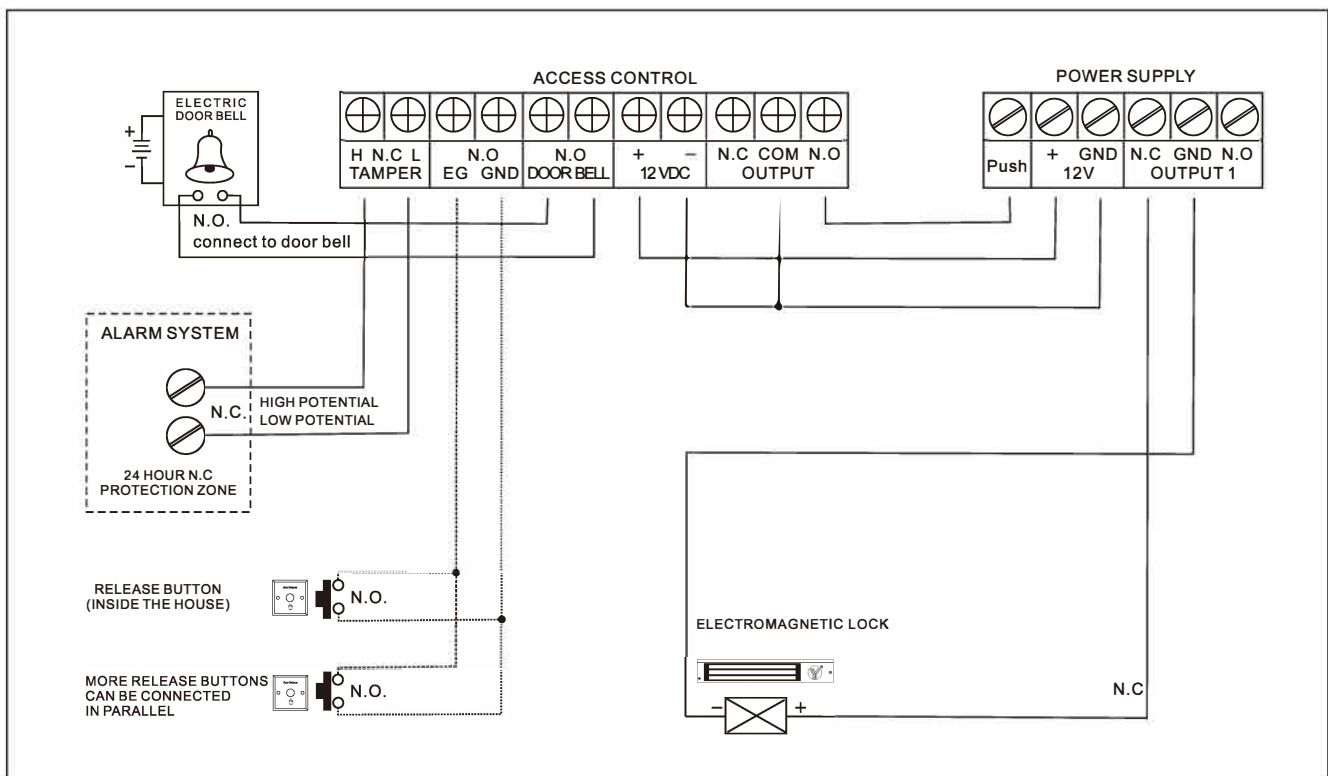 ACCESS CONTROL
POWER SUPPLY
ELECTRIC
DOOR BELL
+
−
H N.C L
TAMPER
N.O
EG GND
N.O
DOOR BELL
+ −
12 VDC
N.C COM N.O
OUTPUT
Push
+ GND
12V
N.C GND N.O
OUTPUT 1
N.O.
connect to door bell
ALARM SYSTEM
N.C.
HIGH POTENTIAL
LOW POTENTIAL
24 HOUR N.C
PROTECTION ZONE
RELEASE BUTTON
(INSIDE THE HOUSE)
N.O.
MORE RELEASE BUTTONS
CAN BE CONNECTED
IN PARALLEL
N.O.
ELECTROMAGNETIC LOCK
− +
N.C